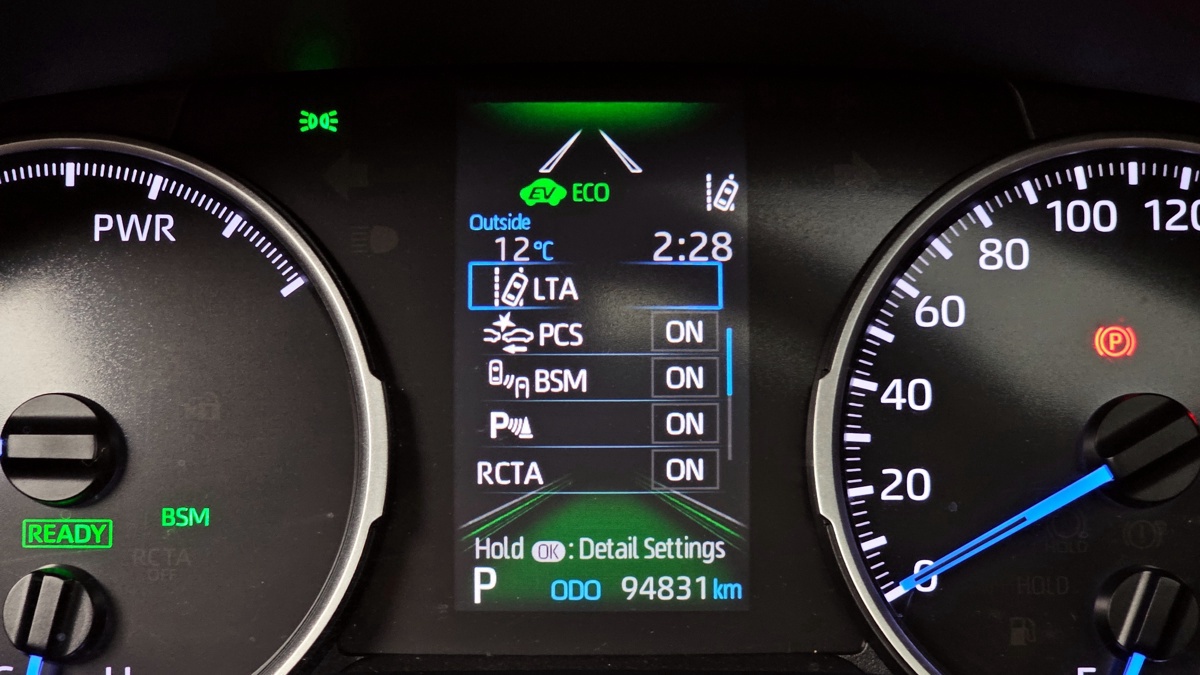 PWR
READY
BSM
RCTA
OFF
EV ECO
Outside
12°C 2:28
LTA
PCS ON
BSM ON
P ON
RCTA ON
Hold OK : Detail Settings
P ODO 94831 km
120
100
80
60
40
20
0
P
HOLD